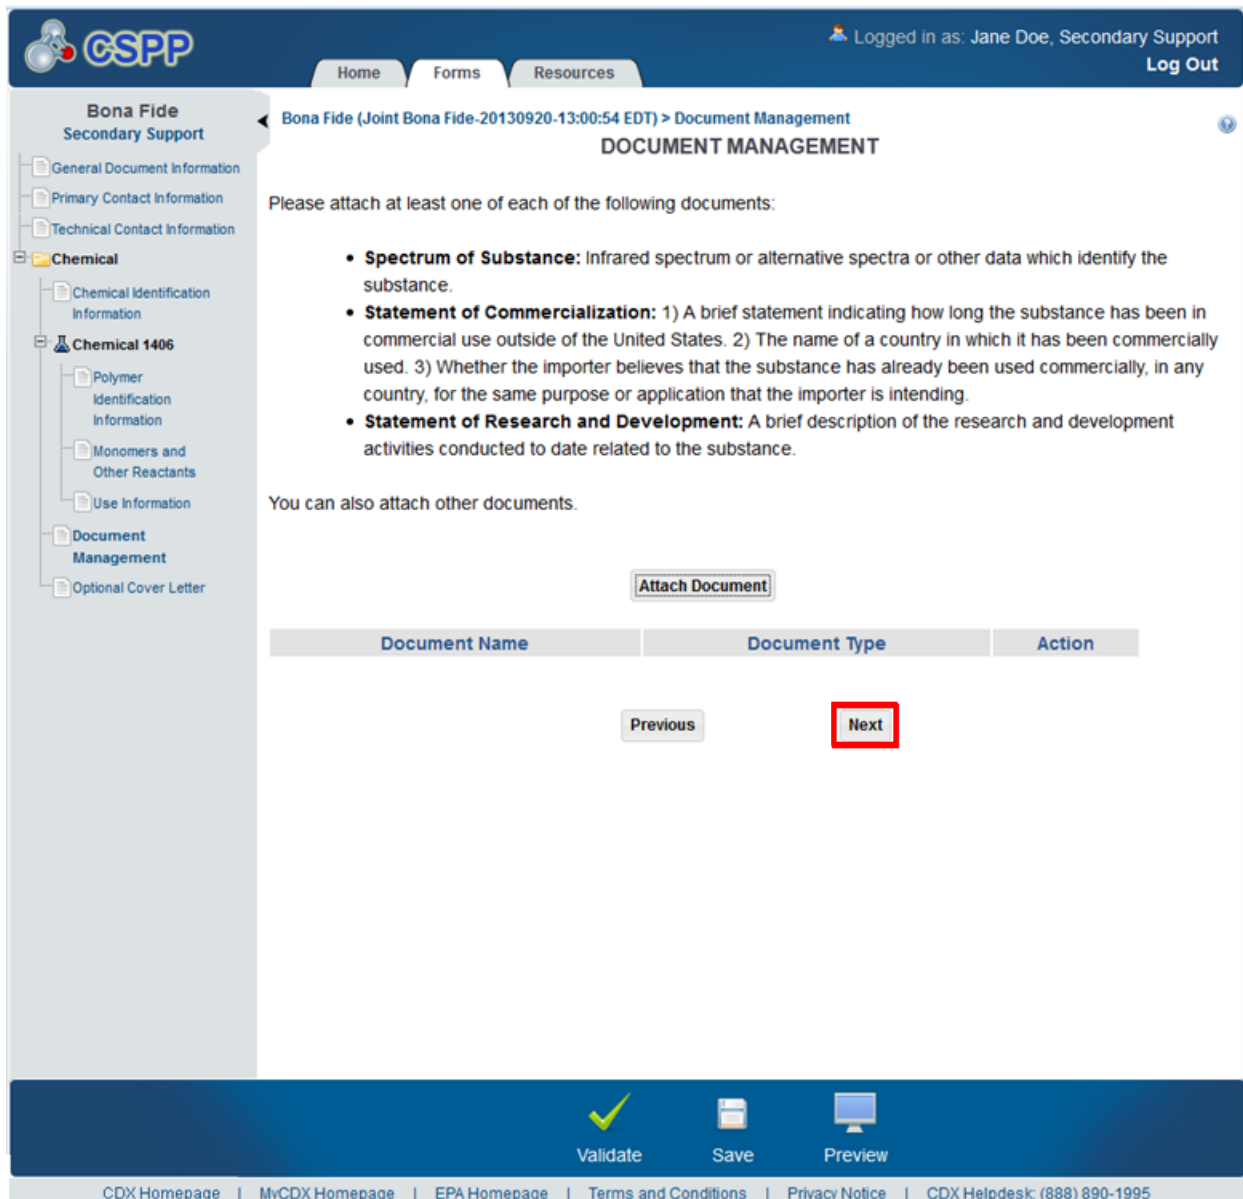 CSPP
Logged in as: Jane Doe, Secondary Support
Log Out
Home Forms Resources
Bona Fide
Secondary Support
General Document Information
Primary Contact Information
Technical Contact Information
Chemical
Chemical Identification
Information
Chemical 1406
Polymer
Identification
Information
Monomers and
Other Reactants
Use Information
Document
Management
Optional Cover Letter
Bona Fide (Joint Bona Fide-20130920-13:00:54 EDT) > Document Management
DOCUMENT MANAGEMENT
Please attach at least one of each of the following documents:
• Spectrum of Substance: Infrared spectrum or alternative spectra or other data which identify the
substance.
• Statement of Commercialization: 1) A brief statement indicating how long the substance has been in
commercial use outside of the United States. 2) The name of a country in which it has been commercially
used. 3) Whether the importer believes that the substance has already been used commercially, in any
country, for the same purpose or application that the importer is intending.
• Statement of Research and Development: A brief description of the research and development
activities conducted to date related to the substance.
You can also attach other documents.
Attach Document
Document Name Document Type Action
Previous Next
Validate Save Preview
CDX Homepage | MyCDX Homepage | EPA Homepage | Terms and Conditions | Privacy Notice | CDX Helpdesk: (888) 890-1995